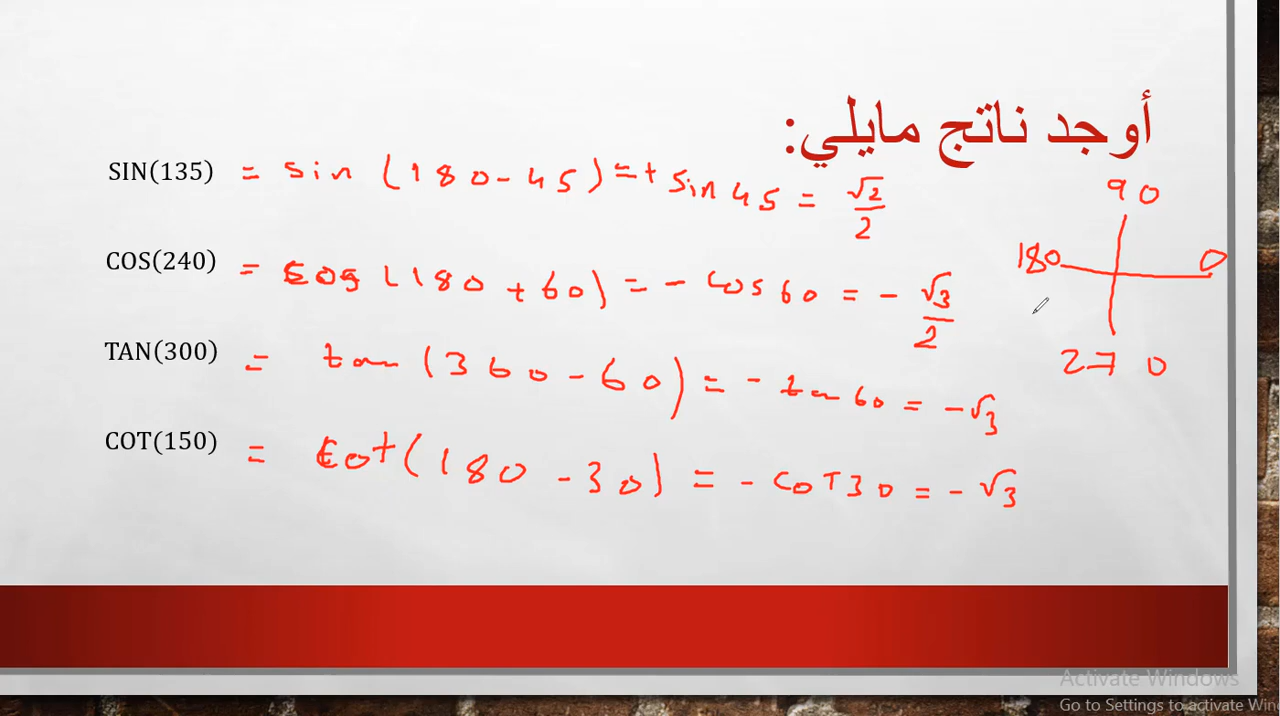 أوجد ناتج مايلي:
SIN(135) = sin (180-45) = + sin 45 = √2/2
COS(240) = cos (180 + 60) = - cos 60 = - √3/2
TAN(300) = tan (360 - 60) = - tan 60 = - √3
COT(150) = cot (180 - 30) = - COT 30 = - √3
90
180 0
270
Activate Windows
Go to Settings to activate Win